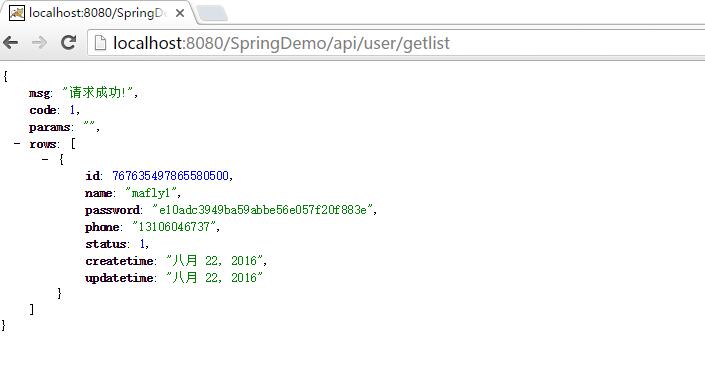 localhost:8080/SpringDe
localhost:8080/SpringDemo/api/user/getlist
{
msg: "请求成功!",
code: 1,
params: "",
- rows: [
- {
id: 767635497865580500,
name: "mafly1",
password: "e10adc3949ba59abbe56e057f20f883e",
phone: "13106046737",
status: 1,
createtime: "八月 22, 2016",
updatetime: "八月 22, 2016"
}
]
}